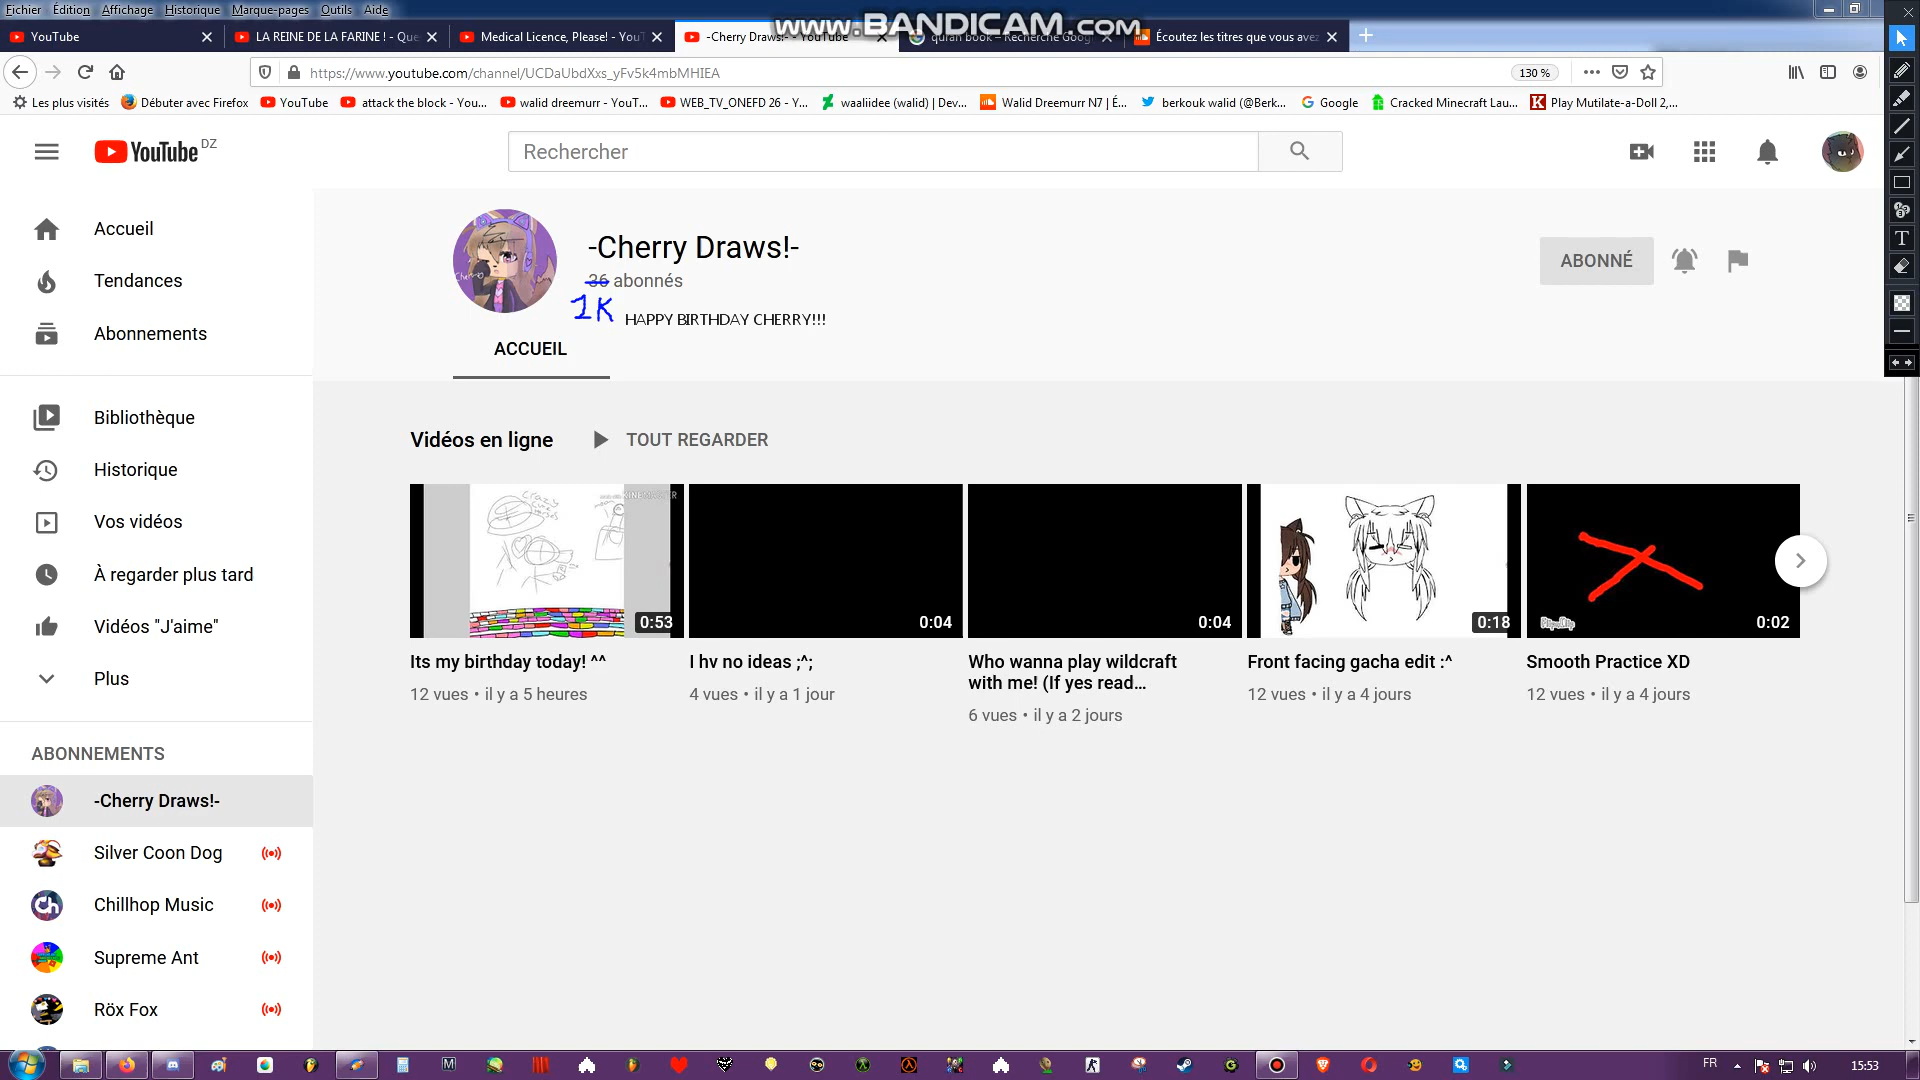 Fichier Édition Affichage Historique Marque-pages Outils Aide
www.BANDICAM.com
YouTube
LA REINE DE LA FARINE ! - Que
Medical Licence, Please! - YouT
-Cherry Draws!- - YouTube
quran book – Recherche Goog
Écoutez les titres que vous avez
https://www.youtube.com/channel/UCDaUbdXxs_yFv5k4mbMHIEA
130 %
Les plus visités
Débuter avec Firefox
YouTube
attack the block - You...
walid dreemurr - YouT...
WEB_TV_ONEFD 26 - Y...
waaliidee (walid) | Dev...
Walid Dreemurr N7 | É...
berkouk walid (@Berk...
Google
Cracked Minecraft Lau...
Play Mutilate-a-Doll 2,...
YouTube DZ
Rechercher
Accueil
Tendances
Abonnements
Bibliothèque
Historique
Vos vidéos
À regarder plus tard
Vidéos "J'aime"
Plus
ABONNEMENTS
-Cherry Draws!-
Silver Coon Dog
Chillhop Music
Supreme Ant
Röx Fox
-Cherry Draws!-
36 abonnés
1K
HAPPY BIRTHDAY CHERRY!!!
ABONNÉ
ACCUEIL
Vidéos en ligne
TOUT REGARDER
crazy
KINEMASTER
0:53
0:04
0:04
0:18
FlipaClip
0:02
Its my birthday today! ^^
12 vues • il y a 5 heures
I hv no ideas ;^;
4 vues • il y a 1 jour
Who wanna play wildcraft
with me! (If yes read...
6 vues • il y a 2 jours
Front facing gacha edit :^
12 vues • il y a 4 jours
Smooth Practice XD
12 vues • il y a 4 jours
FR
15:53